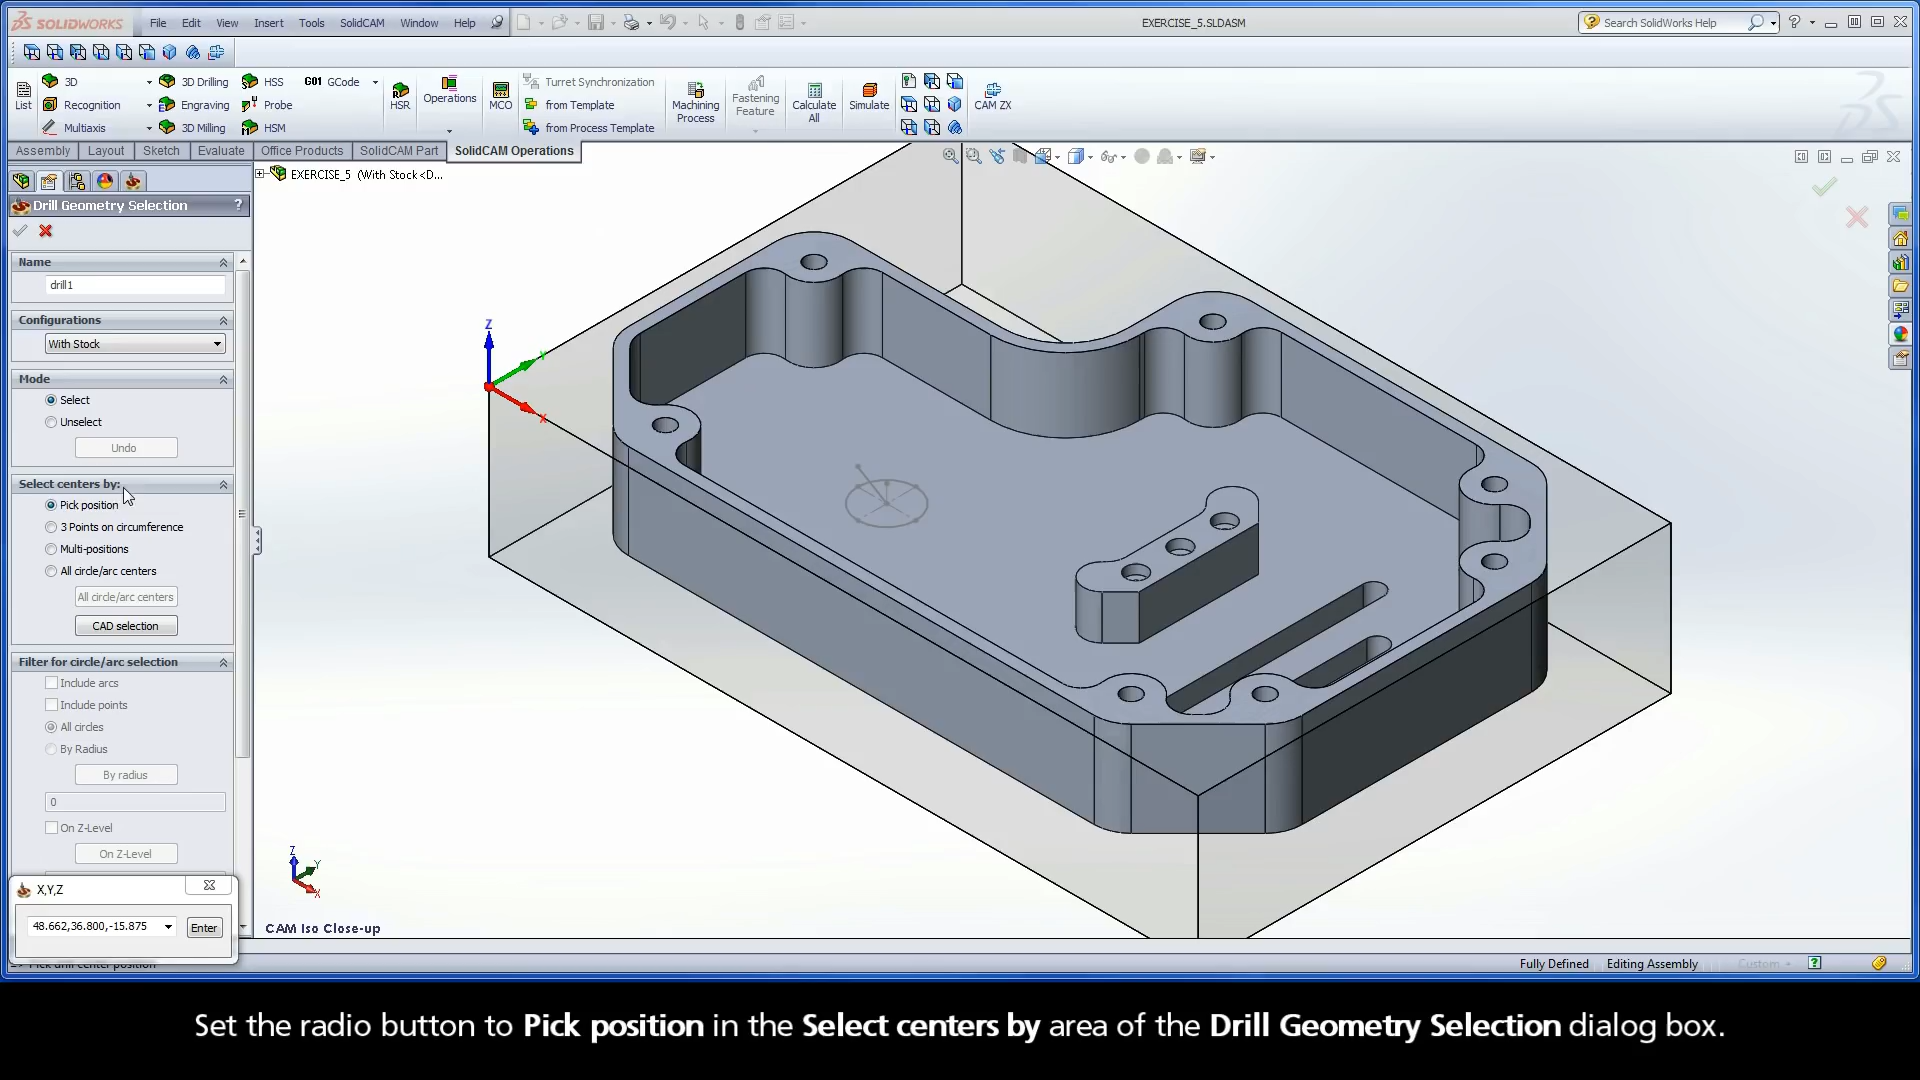 SOLIDWORKS File Edit View Insert Tools SolidCAM Window Help EXERCISE_5.SLDASM Search SolidWorks Help
3D 3D Drilling HSS G01 GCode Turret Synchronization
List Recognition Engraving Probe HSR Operations MCO from Template Machining Process Fastening Feature Calculate All Simulate CAM ZX
Multiaxis 3D Milling HSM from Process Template
Assembly Layout Sketch Evaluate Office Products SolidCAM Part SolidCAM Operations
EXERCISE_5 (With Stock<D...
Drill Geometry Selection ?
Name
drill1
Configurations
With Stock
Mode
Select
Unselect
Undo
Select centers by:
Pick position
3 Points on circumference
Multi-positions
All circle/arc centers
All circle/arc centers
CAD selection
Filter for circle/arc selection
Include arcs
Include points
All circles
By Radius
By radius
0
On Z-Level
On Z-Level
X,Y,Z
48.662,36.800,-15.875 Enter
Pick drill center position
Z
Y
X
Z
Y
X
CAM Iso Close-up
Fully Defined Editing Assembly Custom
Set the radio button to Pick position in the Select centers by area of the Drill Geometry Selection dialog box.